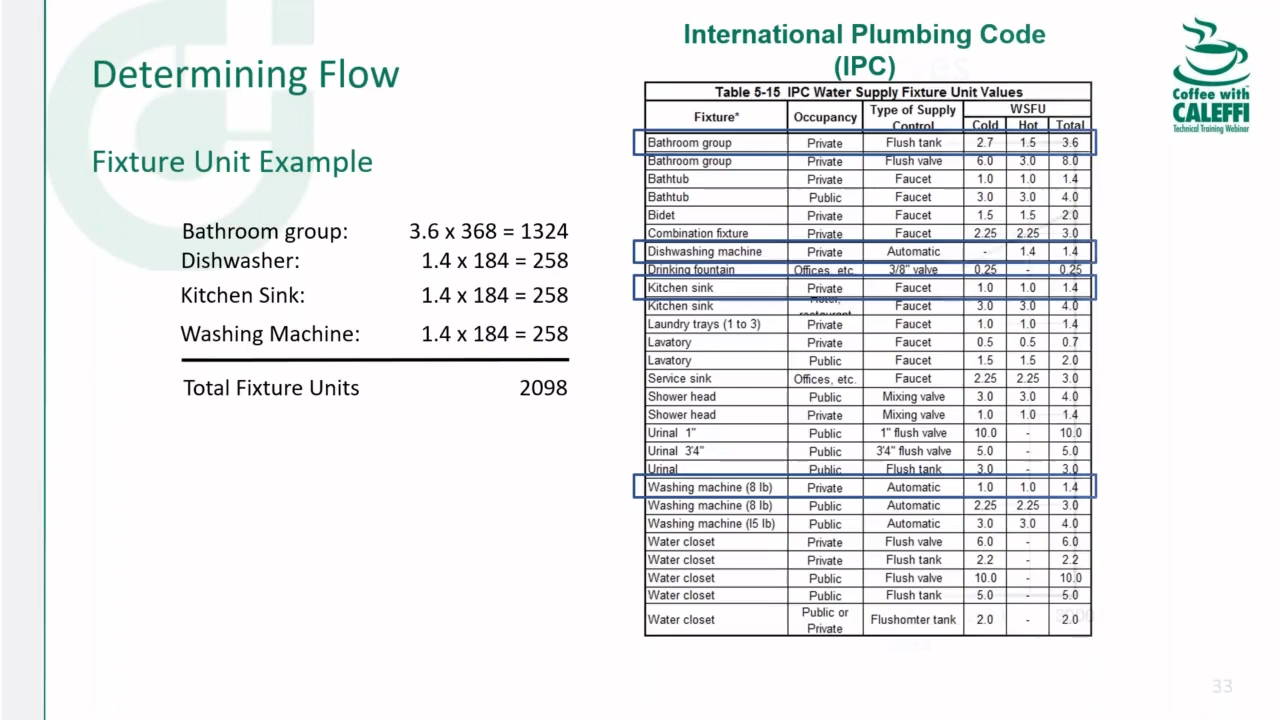 Determining Flow
Fixture Unit Example
Bathroom group: 3.6 x 368 = 1324
Dishwasher: 1.4 x 184 = 258
Kitchen Sink: 1.4 x 184 = 258
Washing Machine: 1.4 x 184 = 258
Total Fixture Units 2098
International Plumbing Code
(IPC)
Table 5-15 IPC Water Supply Fixture Unit Values
Fixture* Occupancy Type of Supply Control WSFU
Cold Hot Total
Bathroom group Private Flush tank 2.7 1.5 3.6
Bathroom group Private Flush valve 6.0 3.0 8.0
Bathtub Private Faucet 1.0 1.0 1.4
Bathtub Public Faucet 3.0 3.0 4.0
Bidet Private Faucet 1.5 1.5 2.0
Combination fixture Private Faucet 2.25 2.25 3.0
Dishwashing machine Private Automatic - 1.4 1.4
Drinking fountain Offices, etc. 3/8" valve 0.25 - 0.25
Kitchen sink Private Faucet 1.0 1.0 1.4
Kitchen sink Hotel, restaurant Faucet 3.0 3.0 4.0
Laundry trays (1 to 3) Private Faucet 1.0 1.0 1.4
Lavatory Private Faucet 0.5 0.5 0.7
Lavatory Public Faucet 1.5 1.5 2.0
Service sink Offices, etc. Faucet 2.25 2.25 3.0
Shower head Public Mixing valve 3.0 3.0 4.0
Shower head Private Mixing valve 1.0 1.0 1.4
Urinal 1" Public 1" flush valve 10.0 - 10.0
Urinal 3'4" Public 3'4" flush valve 5.0 - 5.0
Urinal Public Flush tank 3.0 - 3.0
Washing machine (8 lb) Private Automatic 1.0 1.0 1.4
Washing machine (8 lb) Public Automatic 2.25 2.25 3.0
Washing machine (l5 lb) Public Automatic 3.0 3.0 4.0
Water closet Private Flush valve 6.0 - 6.0
Water closet Private Flush tank 2.2 - 2.2
Water closet Public Flush valve 10.0 - 10.0
Water closet Public Flush tank 5.0 - 5.0
Water closet Public or Private Flushomter tank 2.0 - 2.0
Coffee with
CALEFFI
Technical Training Webinar
33